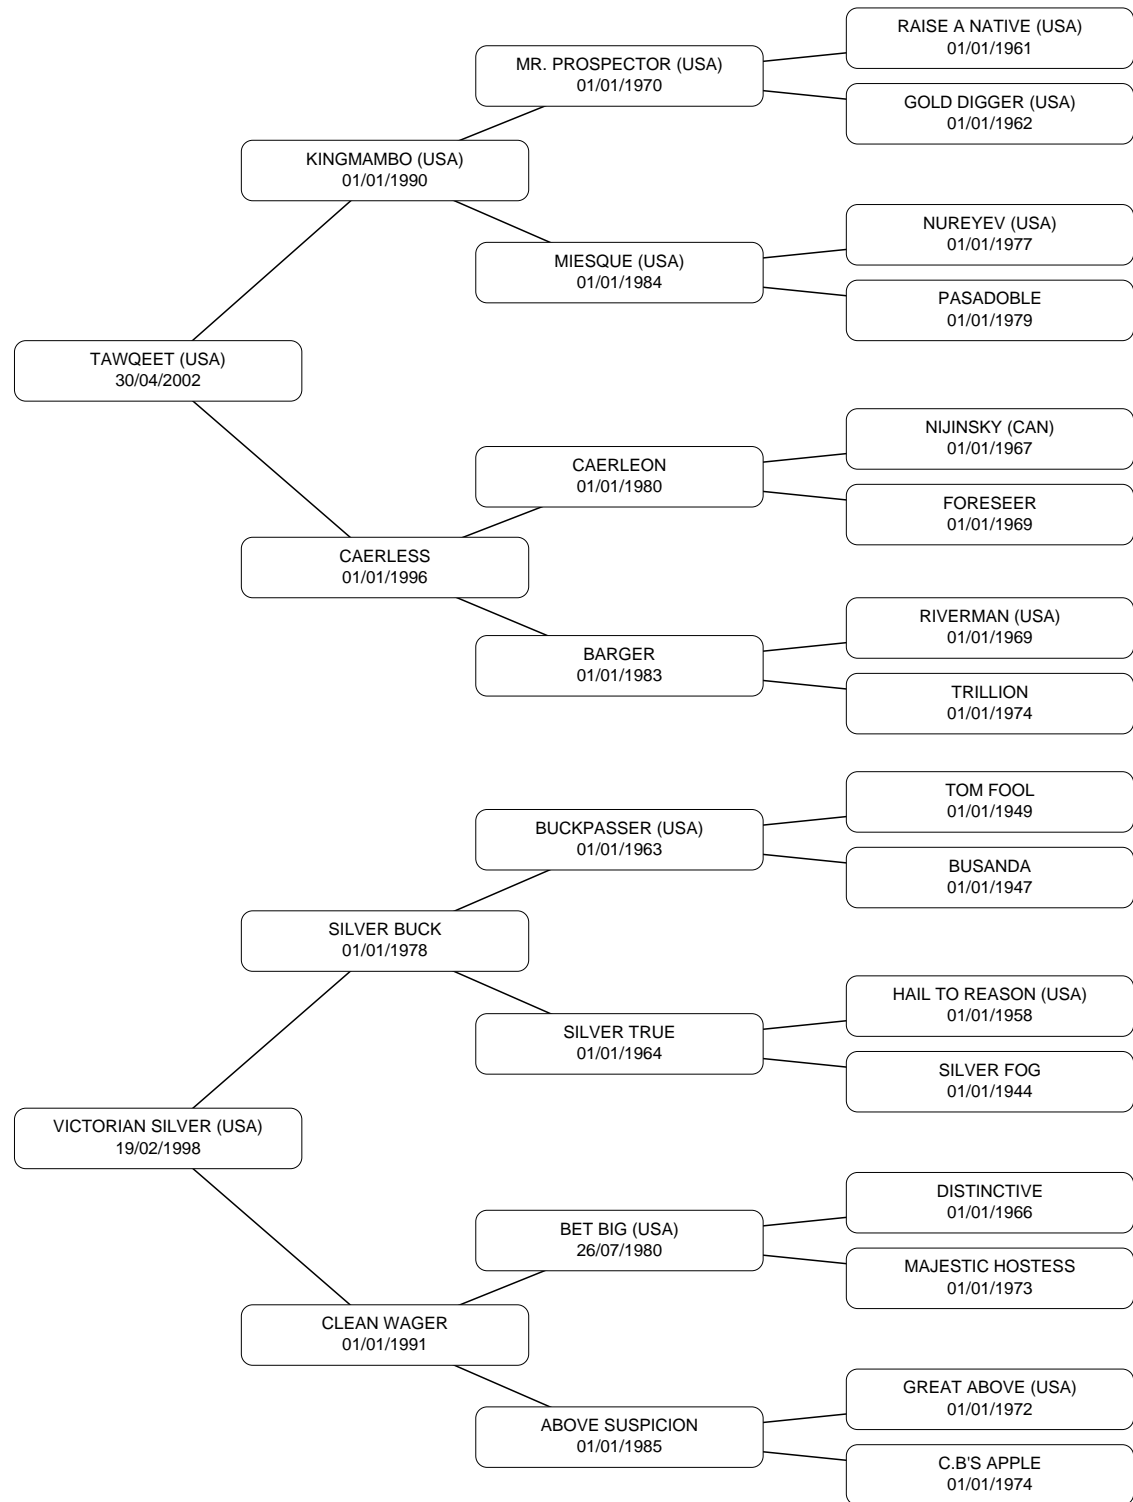 RAISE A NATIVE (USA)
01/01/1961
MR. PROSPECTOR (USA)
01/01/1970
GOLD DIGGER (USA)
01/01/1962
KINGMAMBO (USA)
01/01/1990
NUREYEV (USA)
01/01/1977
MIESQUE (USA)
01/01/1984
PASADOBLE
01/01/1979
TAWQEET (USA)
30/04/2002
NIJINSKY (CAN)
01/01/1967
CAERLEON
01/01/1980
FORESEER
01/01/1969
CAERLESS
01/01/1996
RIVERMAN (USA)
01/01/1969
BARGER
01/01/1983
TRILLION
01/01/1974
TOM FOOL
01/01/1949
BUCKPASSER (USA)
01/01/1963
BUSANDA
01/01/1947
SILVER BUCK
01/01/1978
HAIL TO REASON (USA)
01/01/1958
SILVER TRUE
01/01/1964
SILVER FOG
01/01/1944
VICTORIAN SILVER (USA)
19/02/1998
DISTINCTIVE
01/01/1966
BET BIG (USA)
26/07/1980
MAJESTIC HOSTESS
01/01/1973
CLEAN WAGER
01/01/1991
GREAT ABOVE (USA)
01/01/1972
ABOVE SUSPICION
01/01/1985
C.B'S APPLE
01/01/1974